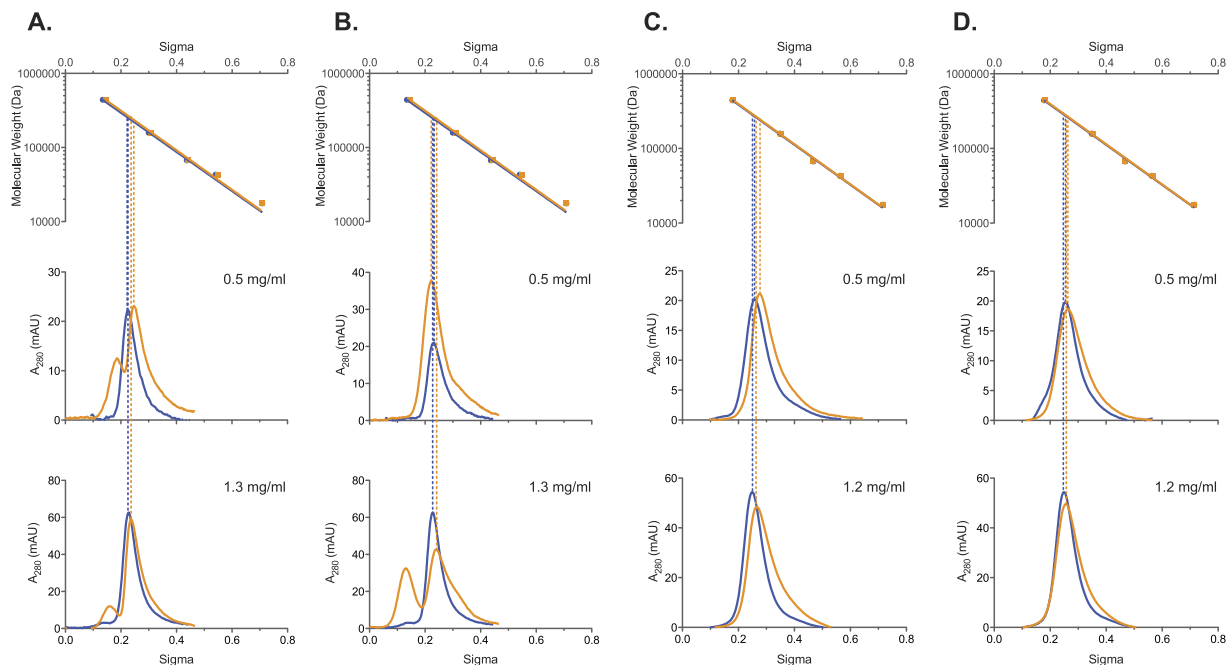 A. B. C. D.
Sigma Sigma Sigma Sigma
0.0 0.2 0.4 0.6 0.8 0.0 0.2 0.4 0.6 0.8 0.0 0.2 0.4 0.6 0.8 0.0 0.2 0.4 0.6 0.8
1000000 1000000 1000000 1000000
Molecular Weight (Da) Molecular Weight (Da) Molecular Weight (Da) Molecular Weight (Da)
100000 100000 100000 100000
10000 10000 10000 10000
0.5 mg/ml 0.5 mg/ml 0.5 mg/ml 0.5 mg/ml
A280 (mAU) A280 (mAU) A280 (mAU) A280 (mAU)
30 40 25 25
20 30 20 20
10 20 15 15
0 10 10 10
0 5 5
0 0
1.3 mg/ml 1.3 mg/ml 1.2 mg/ml 1.2 mg/ml
A280 (mAU) A280 (mAU) A280 (mAU) A280 (mAU)
80 80 60 60
60 60 40 40
40 40 20 20
20 20 0 0
0 0
0.0 0.2 0.4 0.6 0.8 0.0 0.2 0.4 0.6 0.8 0.0 0.2 0.4 0.6 0.8 0.0 0.2 0.4 0.6 0.8
Sigma Sigma Sigma Sigma